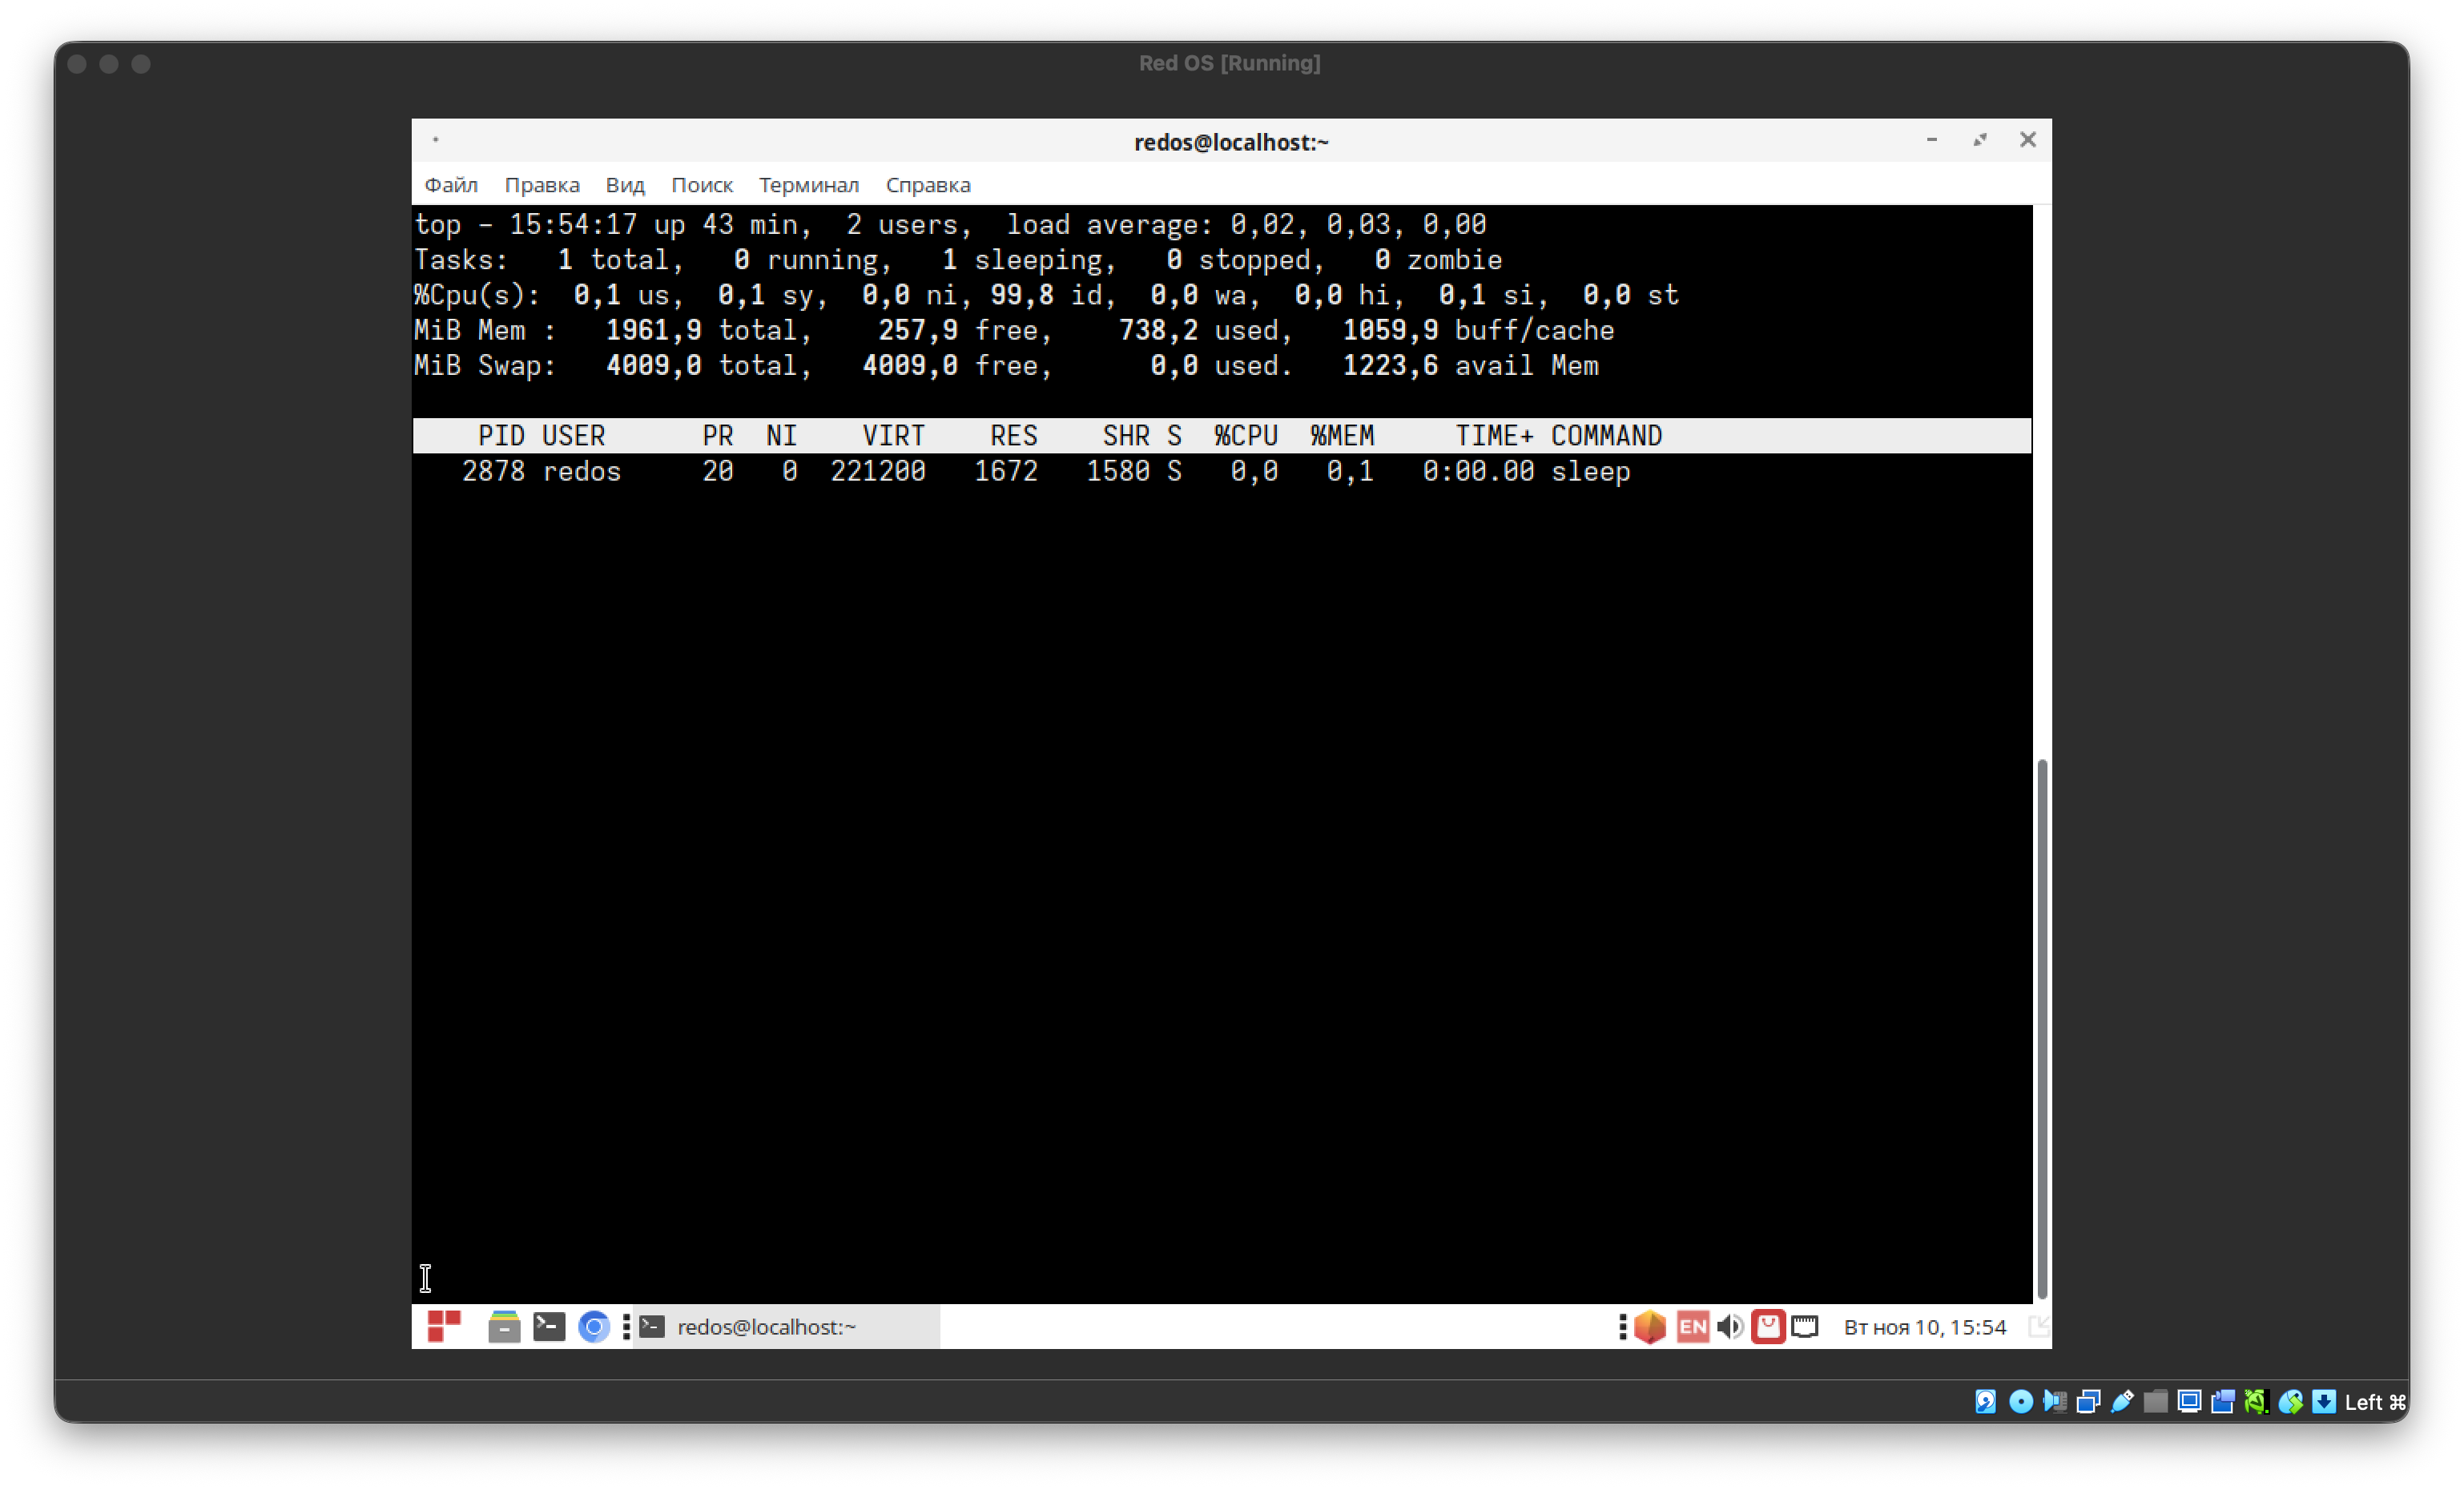 Red OS [Running]
redos@localhost:~
Файл Правка Вид Поиск Терминал Справка
top - 15:54:17 up 43 min, 2 users, load average: 0,02, 0,03, 0,00
Tasks: 1 total, 0 running, 1 sleeping, 0 stopped, 0 zombie
%Cpu(s): 0,1 us, 0,1 sy, 0,0 ni, 99,8 id, 0,0 wa, 0,0 hi, 0,1 si, 0,0 st
MiB Mem : 1961,9 total, 257,9 free, 738,2 used, 1059,9 buff/cache
MiB Swap: 4009,0 total, 4009,0 free, 0,0 used. 1223,6 avail Mem
PID USER PR NI VIRT RES SHR S %CPU %MEM TIME+ COMMAND
2878 redos 20 0 221200 1672 1580 S 0,0 0,1 0:00.00 sleep
redos@localhost:~ EN Вт ноя 10, 15:54
Left ⌘